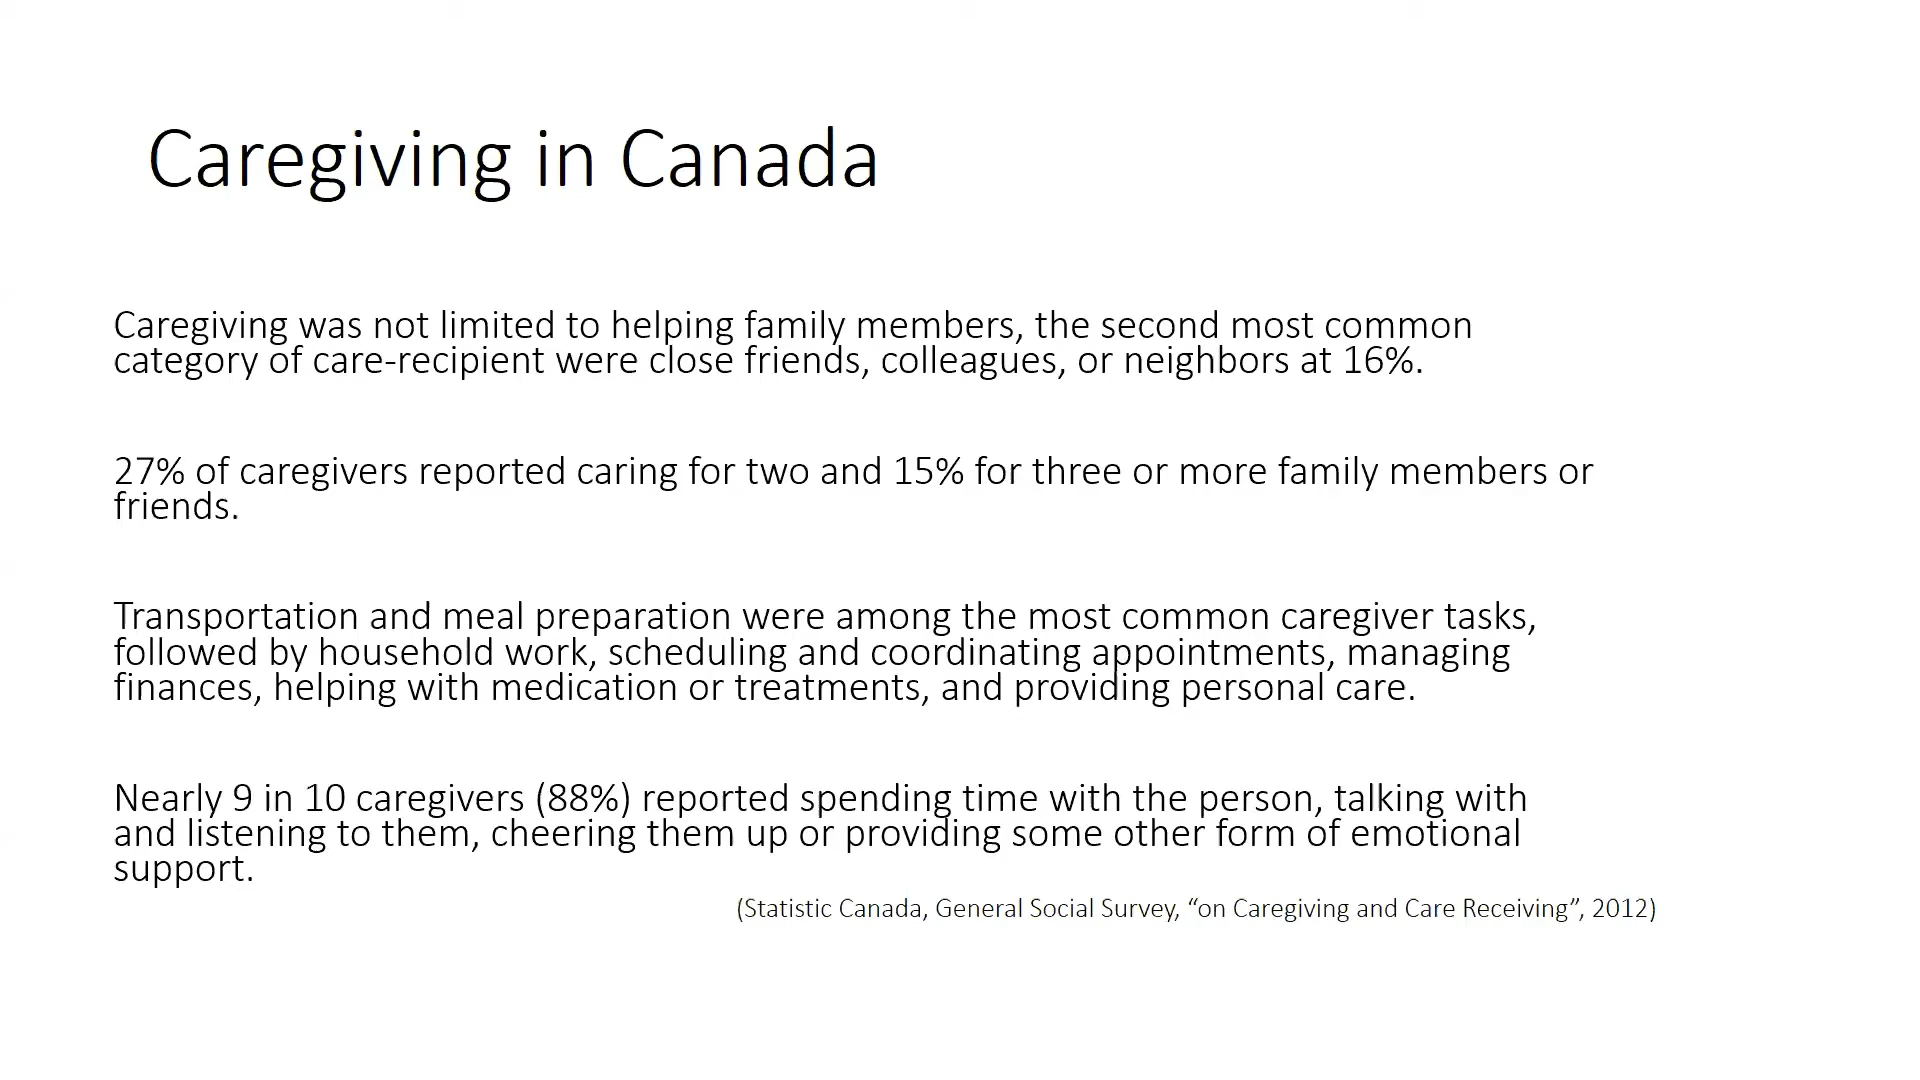 Caregiving in Canada
Caregiving was not limited to helping family members, the second most common
category of care-recipient were close friends, colleagues, or neighbors at 16%.
27% of caregivers reported caring for two and 15% for three or more family members or
friends.
Transportation and meal preparation were among the most common caregiver tasks,
followed by household work, scheduling and coordinating appointments, managing
finances, helping with medication or treatments, and providing personal care.
Nearly 9 in 10 caregivers (88%) reported spending time with the person, talking with
and listening to them, cheering them up or providing some other form of emotional
support.
(Statistic Canada, General Social Survey, “on Caregiving and Care Receiving”, 2012)